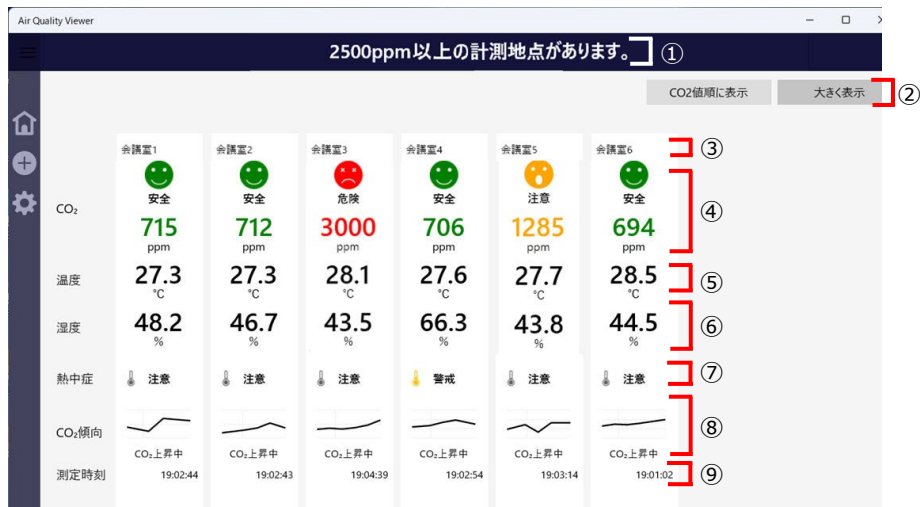 Air Quality Viewer
2500ppm以上の計測地点があります。 ①
CO2値順に表示 大きく表示 ②
会議室1 会議室2 会議室3 会議室4 会議室5 会議室6 ③
安全 安全 危険 安全 注意 安全
CO₂ 715 712 3000 706 1285 694 ④
ppm ppm ppm ppm ppm ppm
温度 27.3 27.3 28.1 27.6 27.7 28.5 ⑤
℃ ℃ ℃ ℃ ℃ ℃
湿度 48.2 46.7 43.5 66.3 43.8 44.5 ⑥
% % % % % %
熱中症 注意 注意 注意 警戒 注意 注意 ⑦
CO₂傾向 ⑧
CO₂上昇中 CO₂上昇中 CO₂上昇中 CO₂上昇中 CO₂上昇中 CO₂上昇中
測定時刻 19:02:44 19:02:43 19:04:39 19:02:54 19:03:14 19:01:02 ⑨